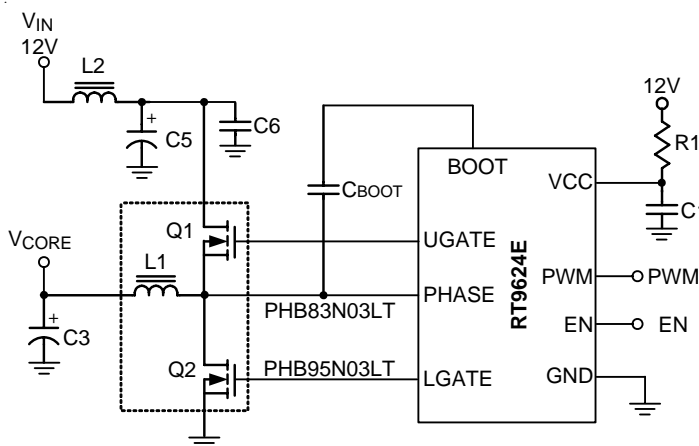 VIN
12V
L2
C5
C6
CBOOT
12V
R1
BOOT
VCC
Q1
UGATE
VCORE
L1
PHASE
PHB83N03LT
RT9624E
PWM
PWM
EN
EN
C3
Q2
PHB95N03LT
LGATE
GND